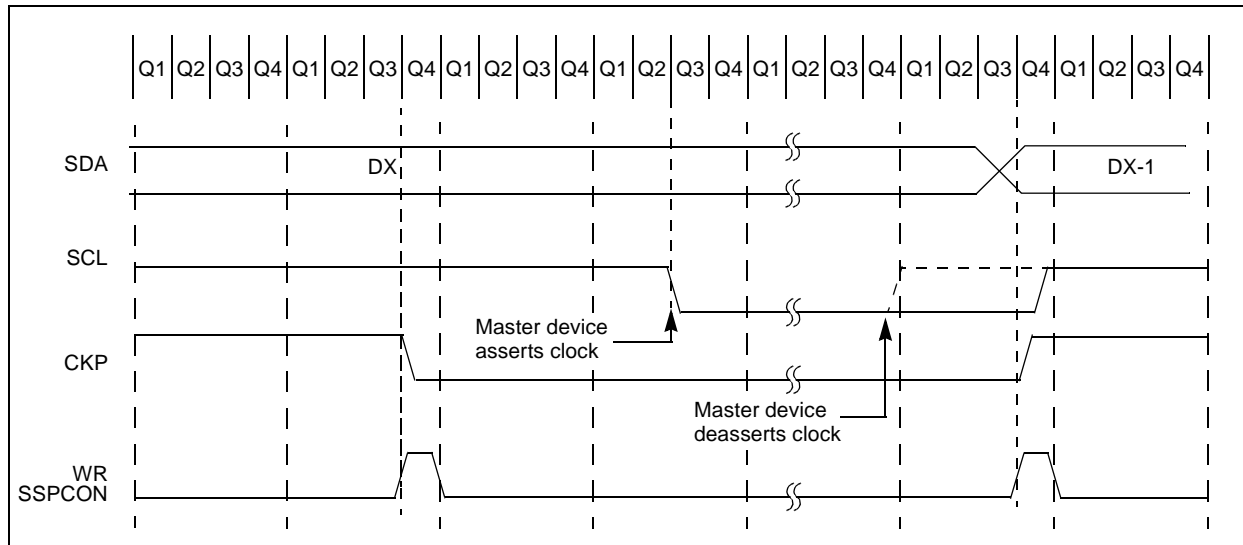 Q1 Q2 Q3 Q4 Q1 Q2 Q3 Q4 Q1 Q2 Q3 Q4 Q1 Q2 Q3 Q4 Q1 Q2 Q3 Q4 Q1 Q2 Q3 Q4 Q1 Q2 Q3 Q4
SDA
DX
DX-1
SCL
Master device
asserts clock
CKP
Master device
deasserts clock
WR
SSPCON